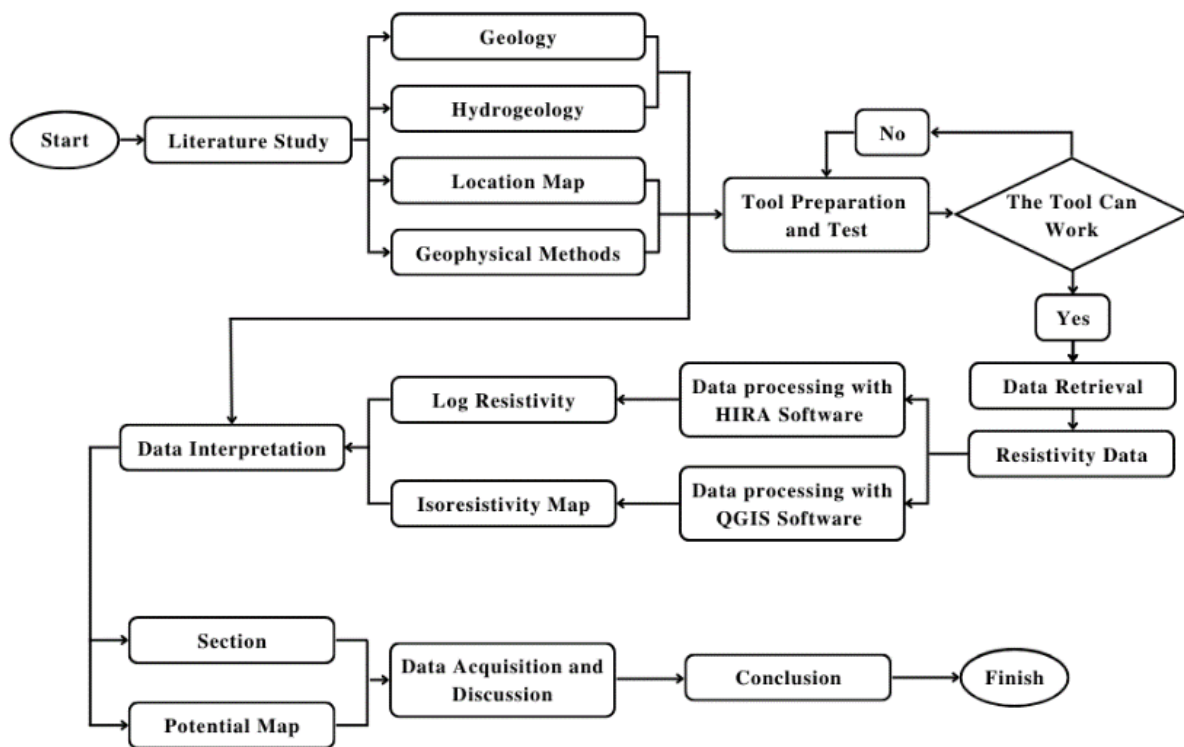 Start
Literature Study
Geology
Hydrogeology
Location Map
Geophysical Methods
Tool Preparation
and Test
No
The Tool Can
Work
Yes
Data Retrieval
Resistivity Data
Data processing with
HIRA Software
Data processing with
QGIS Software
Log Resistivity
Isoresistivity Map
Data Interpretation
Section
Potential Map
Data Acquisition and
Discussion
Conclusion
Finish